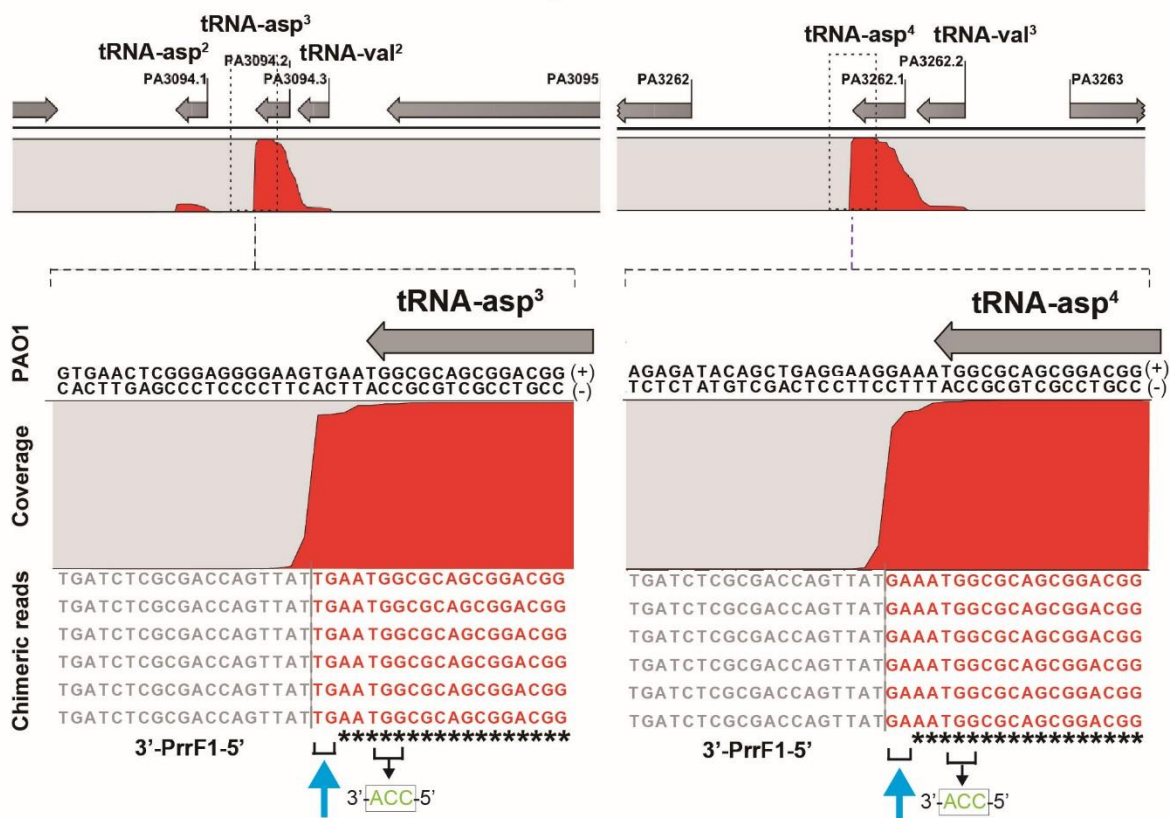 tRNA-asp³
tRNA-asp² tRNA-val²
PA3094.2
PA3094.1 PA3094.3 PA3095
tRNA-asp⁴ tRNA-val³
PA3262.2
PA3262 PA3262.1 PA3263
PAO1
tRNA-asp³
GTGAACTCGGGAGGGGAAGTGAATGGCGCAGCGGACGG (+)
CACTTGAGCCCTCCCCTTCACTTACCGCGTCGCCTGCC (-)
Coverage
Chimeric reads
TGATCTCGCGACCAGTTATTGAATGGCGCAGCGGACGG
TGATCTCGCGACCAGTTATTGAATGGCGCAGCGGACGG
TGATCTCGCGACCAGTTATTGAATGGCGCAGCGGACGG
TGATCTCGCGACCAGTTATTGAATGGCGCAGCGGACGG
TGATCTCGCGACCAGTTATTGAATGGCGCAGCGGACGG
TGATCTCGCGACCAGTTATTGAATGGCGCAGCGGACGG
*****************
3'-PrrF1-5'
3'-ACC-5'
tRNA-asp⁴
AGAGATACAGCTGAGGAAGGAAATGGCGCAGCGGACGG (+)
TCTCTATGTCGACTCCTTCCTTTACCGCGTCGCCTGCC (-)
TGATCTCGCGACCAGTTATGAAATGGCGCAGCGGACGG
TGATCTCGCGACCAGTTATGAAATGGCGCAGCGGACGG
TGATCTCGCGACCAGTTATGAAATGGCGCAGCGGACGG
TGATCTCGCGACCAGTTATGAAATGGCGCAGCGGACGG
TGATCTCGCGACCAGTTATGAAATGGCGCAGCGGACGG
TGATCTCGCGACCAGTTATGAAATGGCGCAGCGGACGG
*****************
3'-PrrF1-5'
3'-ACC-5'